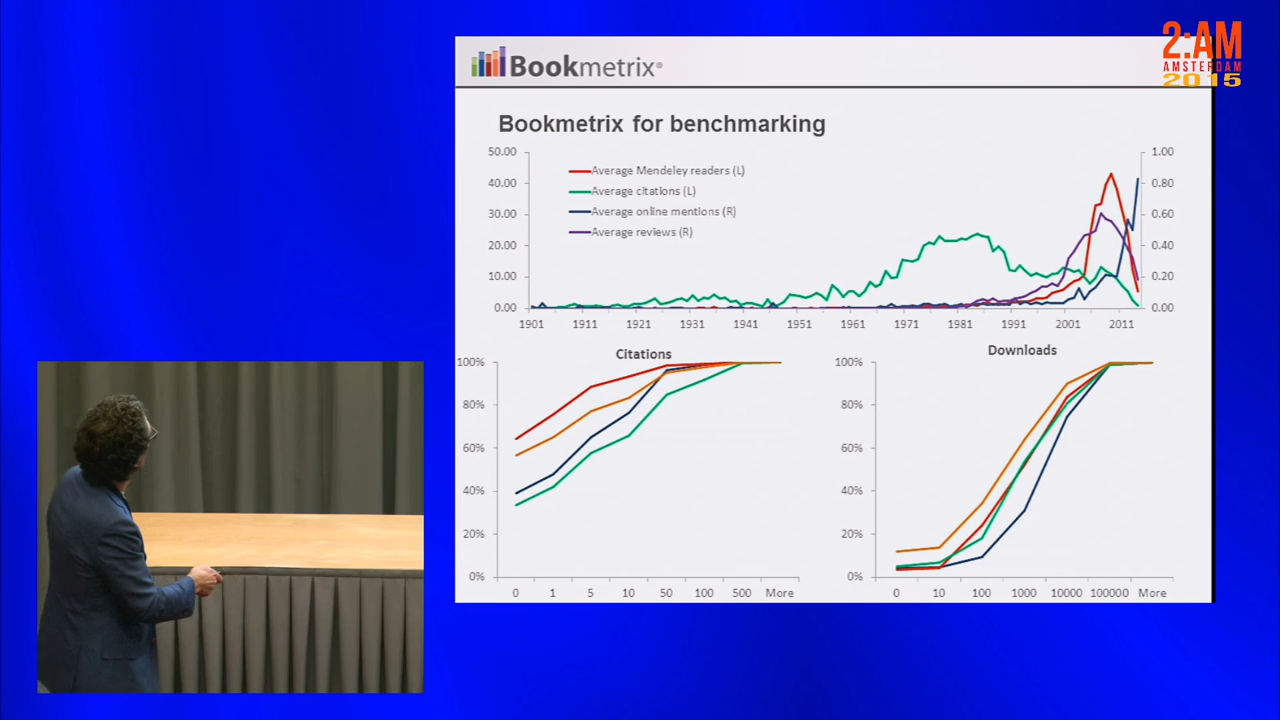 2:AM
AMSTERDAM
2015
Bookmetrix®
Bookmetrix for benchmarking
50.00
40.00
30.00
20.00
10.00
0.00
Average Mendeley readers (L)
Average citations (L)
Average online mentions (R)
Average reviews (R)
1.00
0.80
0.60
0.40
0.20
0.00
1901 1911 1921 1931 1941 1951 1961 1971 1981 1991 2001 2011
Citations
100%
80%
60%
40%
20%
0%
0 1 5 10 50 100 500 More
Downloads
100%
80%
60%
40%
20%
0%
0 10 100 1000 10000 100000 More